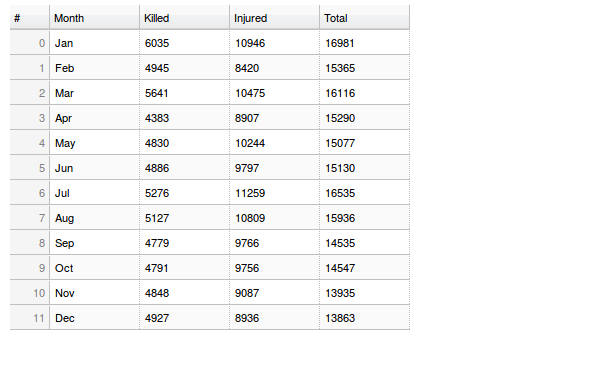 # Month Killed Injured Total
0 Jan 6035 10946 16981
1 Feb 4945 8420 15365
2 Mar 5641 10475 16116
3 Apr 4383 8907 15290
4 May 4830 10244 15077
5 Jun 4886 9797 15130
6 Jul 5276 11259 16535
7 Aug 5127 10809 15936
8 Sep 4779 9766 14535
9 Oct 4791 9756 14547
10 Nov 4848 9087 13935
11 Dec 4927 8936 13863